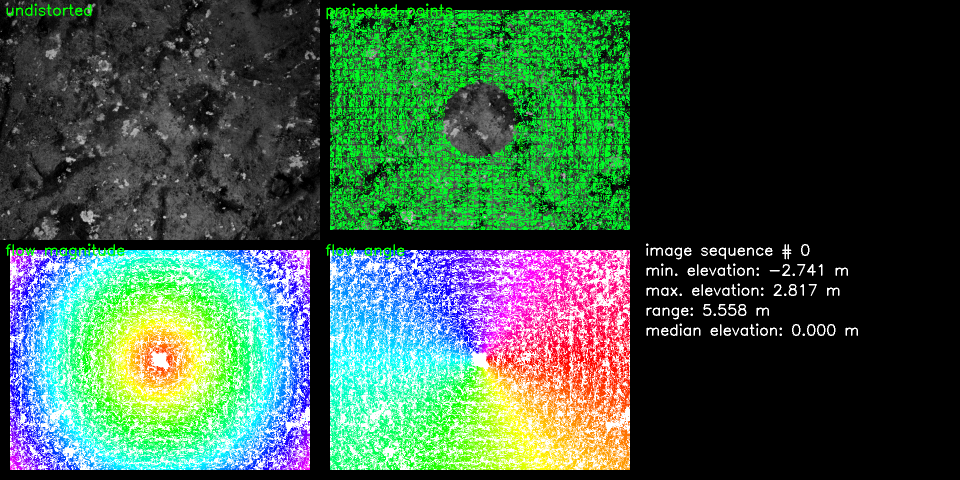 undistorted
projected points
flow magnitude
flow angle
image sequence # 0
min. elevation: −2.741 m
max. elevation: 2.817 m
range: 5.558 m
median elevation: 0.000 m